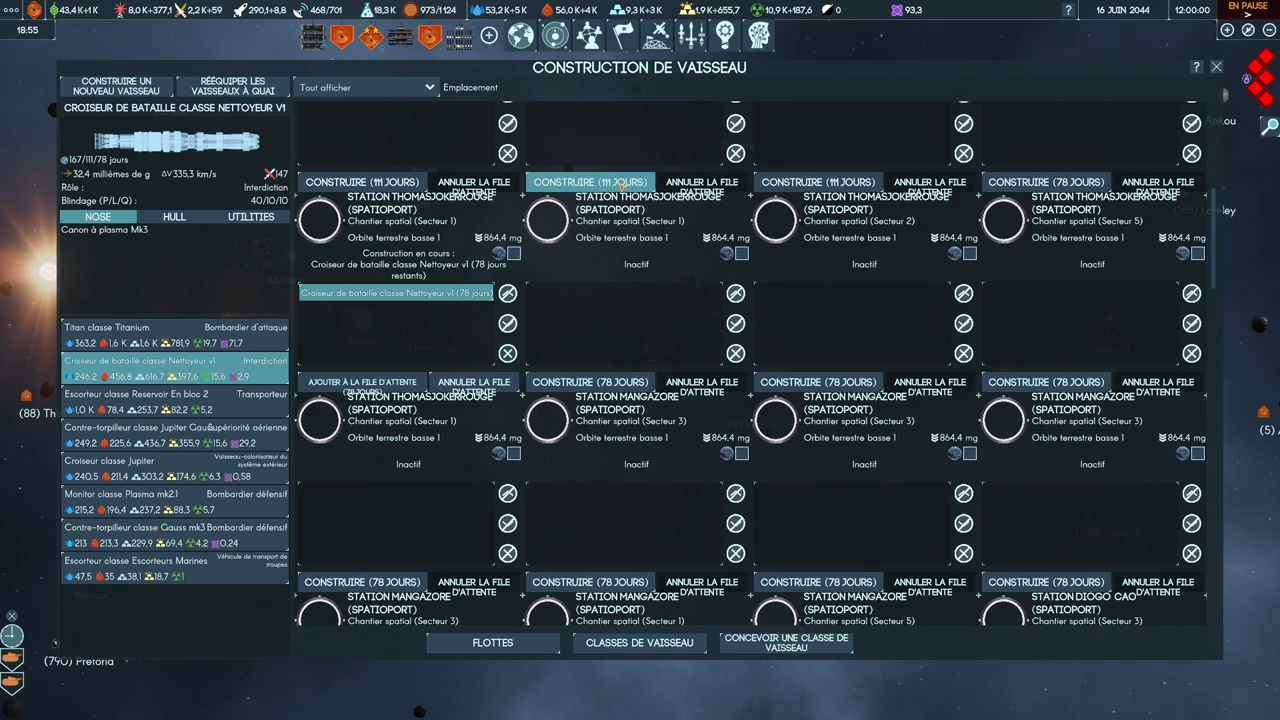 43,4 K+1 K
8,0 K+37,1
2,2 K+59
290,1+8,8
468/701
18,3K
973/124
53,2 K+5 K
56,0 K+4 K
9,3 K+3 K
1,9 K+655,7
10,9 K+187,6
0
93,3
?
16 JUIN 2044
12:00:00
EN PAUSE
>
18:55
CONSTRUCTION DE VAISSEAU
?
CONSTRUIRE UN
NOUVEAU VAISSEAU
RÉÉQUIPER LES
VAISSEAUX À QUAI
Tout afficher
Emplacement
CROISEUR DE BATAILLE CLASSE NETTOYEUR V1
167/111/78 jours
32,4 millièmes de g
ΔV 335,3 km/s
147
Rôle :
Interdiction
Blindage (P/L/Q) :
40/10/10
NOSE
HULL
UTILITIES
Canon à plasma Mk3
Titan classe Titanium
Bombardier d'attaque
363,2 1,6 K 1,6 K 781,9 19,7 71,7
Croiseur de bataille classe Nettoyeur v1
Interdiction
246,2 456,8 616,7 397,6 15,6 2,9
Escorteur classe Reservoir En bloc 2
Transporteur
1,0 K 78,4 253,7 82,2 5,2
Contre-torpilleur classe Jupiter Gauss
Supériorité aérienne
249,2 225,6 436,7 355,9 15,6 29,2
Croiseur classe Jupiter
Vaisseau-colonisateur du
système extérieur
240,5 211,4 303,2 174,6 6,3 0,58
Monitor classe Plasma mk2.1
Bombardier défensif
215,2 196,4 237,2 88,3 5,7
Contre-torpilleur classe Gauss mk3
Bombardier défensif
213 213,3 229,9 69,4 4,2 0,24
Escorteur classe Escorteurs Marines
Véhicule de transport de
troupes
47,5 35 38,1 18,7 1
Nergal
(790) Pretoria
(88) Th
CONSTRUIRE (111 JOURS)
ANNULER LA FILE
D'ATTENTE
CONSTRUIRE (111 JOURS)
ANNULER LA FILE
D'ATTENTE
CONSTRUIRE (111 JOURS)
ANNULER LA FILE
D'ATTENTE
CONSTRUIRE (78 JOURS)
ANNULER LA FILE
D'ATTENTE
STATION THOMASJOKERROUGE
(SPATIOPORT)
Chantier spatial (Secteur 1)
Orbite terrestre basse 1
864,4 mg
Construction en cours :
Croiseur de bataille classe Nettoyeur v1 (78 jours
restants)
Croiseur de bataille classe Nettoyeur v1 (78 jours)
STATION THOMASJOKERROUGE
(SPATIOPORT)
Chantier spatial (Secteur 1)
Orbite terrestre basse 1
864,4 mg
Inactif
STATION THOMASJOKERROUGE
(SPATIOPORT)
Chantier spatial (Secteur 2)
Orbite terrestre basse 1
864,4 mg
Inactif
STATION THOMASJOKERROUGE
(SPATIOPORT)
Chantier spatial (Secteur 5)
Orbite terrestre basse 1
864,4 mg
Inactif
AJOUTER À LA FILE D'ATTENTE
(78 JOURS)
ANNULER LA FILE
D'ATTENTE
CONSTRUIRE (78 JOURS)
ANNULER LA FILE
D'ATTENTE
CONSTRUIRE (78 JOURS)
ANNULER LA FILE
D'ATTENTE
CONSTRUIRE (78 JOURS)
ANNULER LA FILE
D'ATTENTE
STATION THOMASJOKERROUGE
(SPATIOPORT)
Chantier spatial (Secteur 1)
Orbite terrestre basse 1
864,4 mg
Inactif
STATION MANGAZORE
(SPATIOPORT)
Chantier spatial (Secteur 3)
Orbite terrestre basse 1
864,4 mg
Inactif
STATION MANGAZORE
(SPATIOPORT)
Chantier spatial (Secteur 3)
Orbite terrestre basse 1
864,4 mg
Inactif
STATION MANGAZORE
(SPATIOPORT)
Chantier spatial (Secteur 3)
Orbite terrestre basse 1
864,4 mg
Inactif
CONSTRUIRE (78 JOURS)
ANNULER LA FILE
D'ATTENTE
CONSTRUIRE (78 JOURS)
ANNULER LA FILE
D'ATTENTE
CONSTRUIRE (78 JOURS)
ANNULER LA FILE
D'ATTENTE
CONSTRUIRE (78 JOURS)
ANNULER LA FILE
D'ATTENTE
STATION MANGAZORE
(SPATIOPORT)
Chantier spatial (Secteur 3)
STATION MANGAZORE
(SPATIOPORT)
Chantier spatial (Secteur 1)
STATION MANGAZORE
(SPATIOPORT)
Chantier spatial (Secteur 5)
STATION DIOGO CAO
(SPATIOPORT)
Chantier spatial (Secteur 3)
FLOTTES
CLASSES DE VAISSEAU
CONCEVOIR UNE CLASSE DE
VAISSEAU